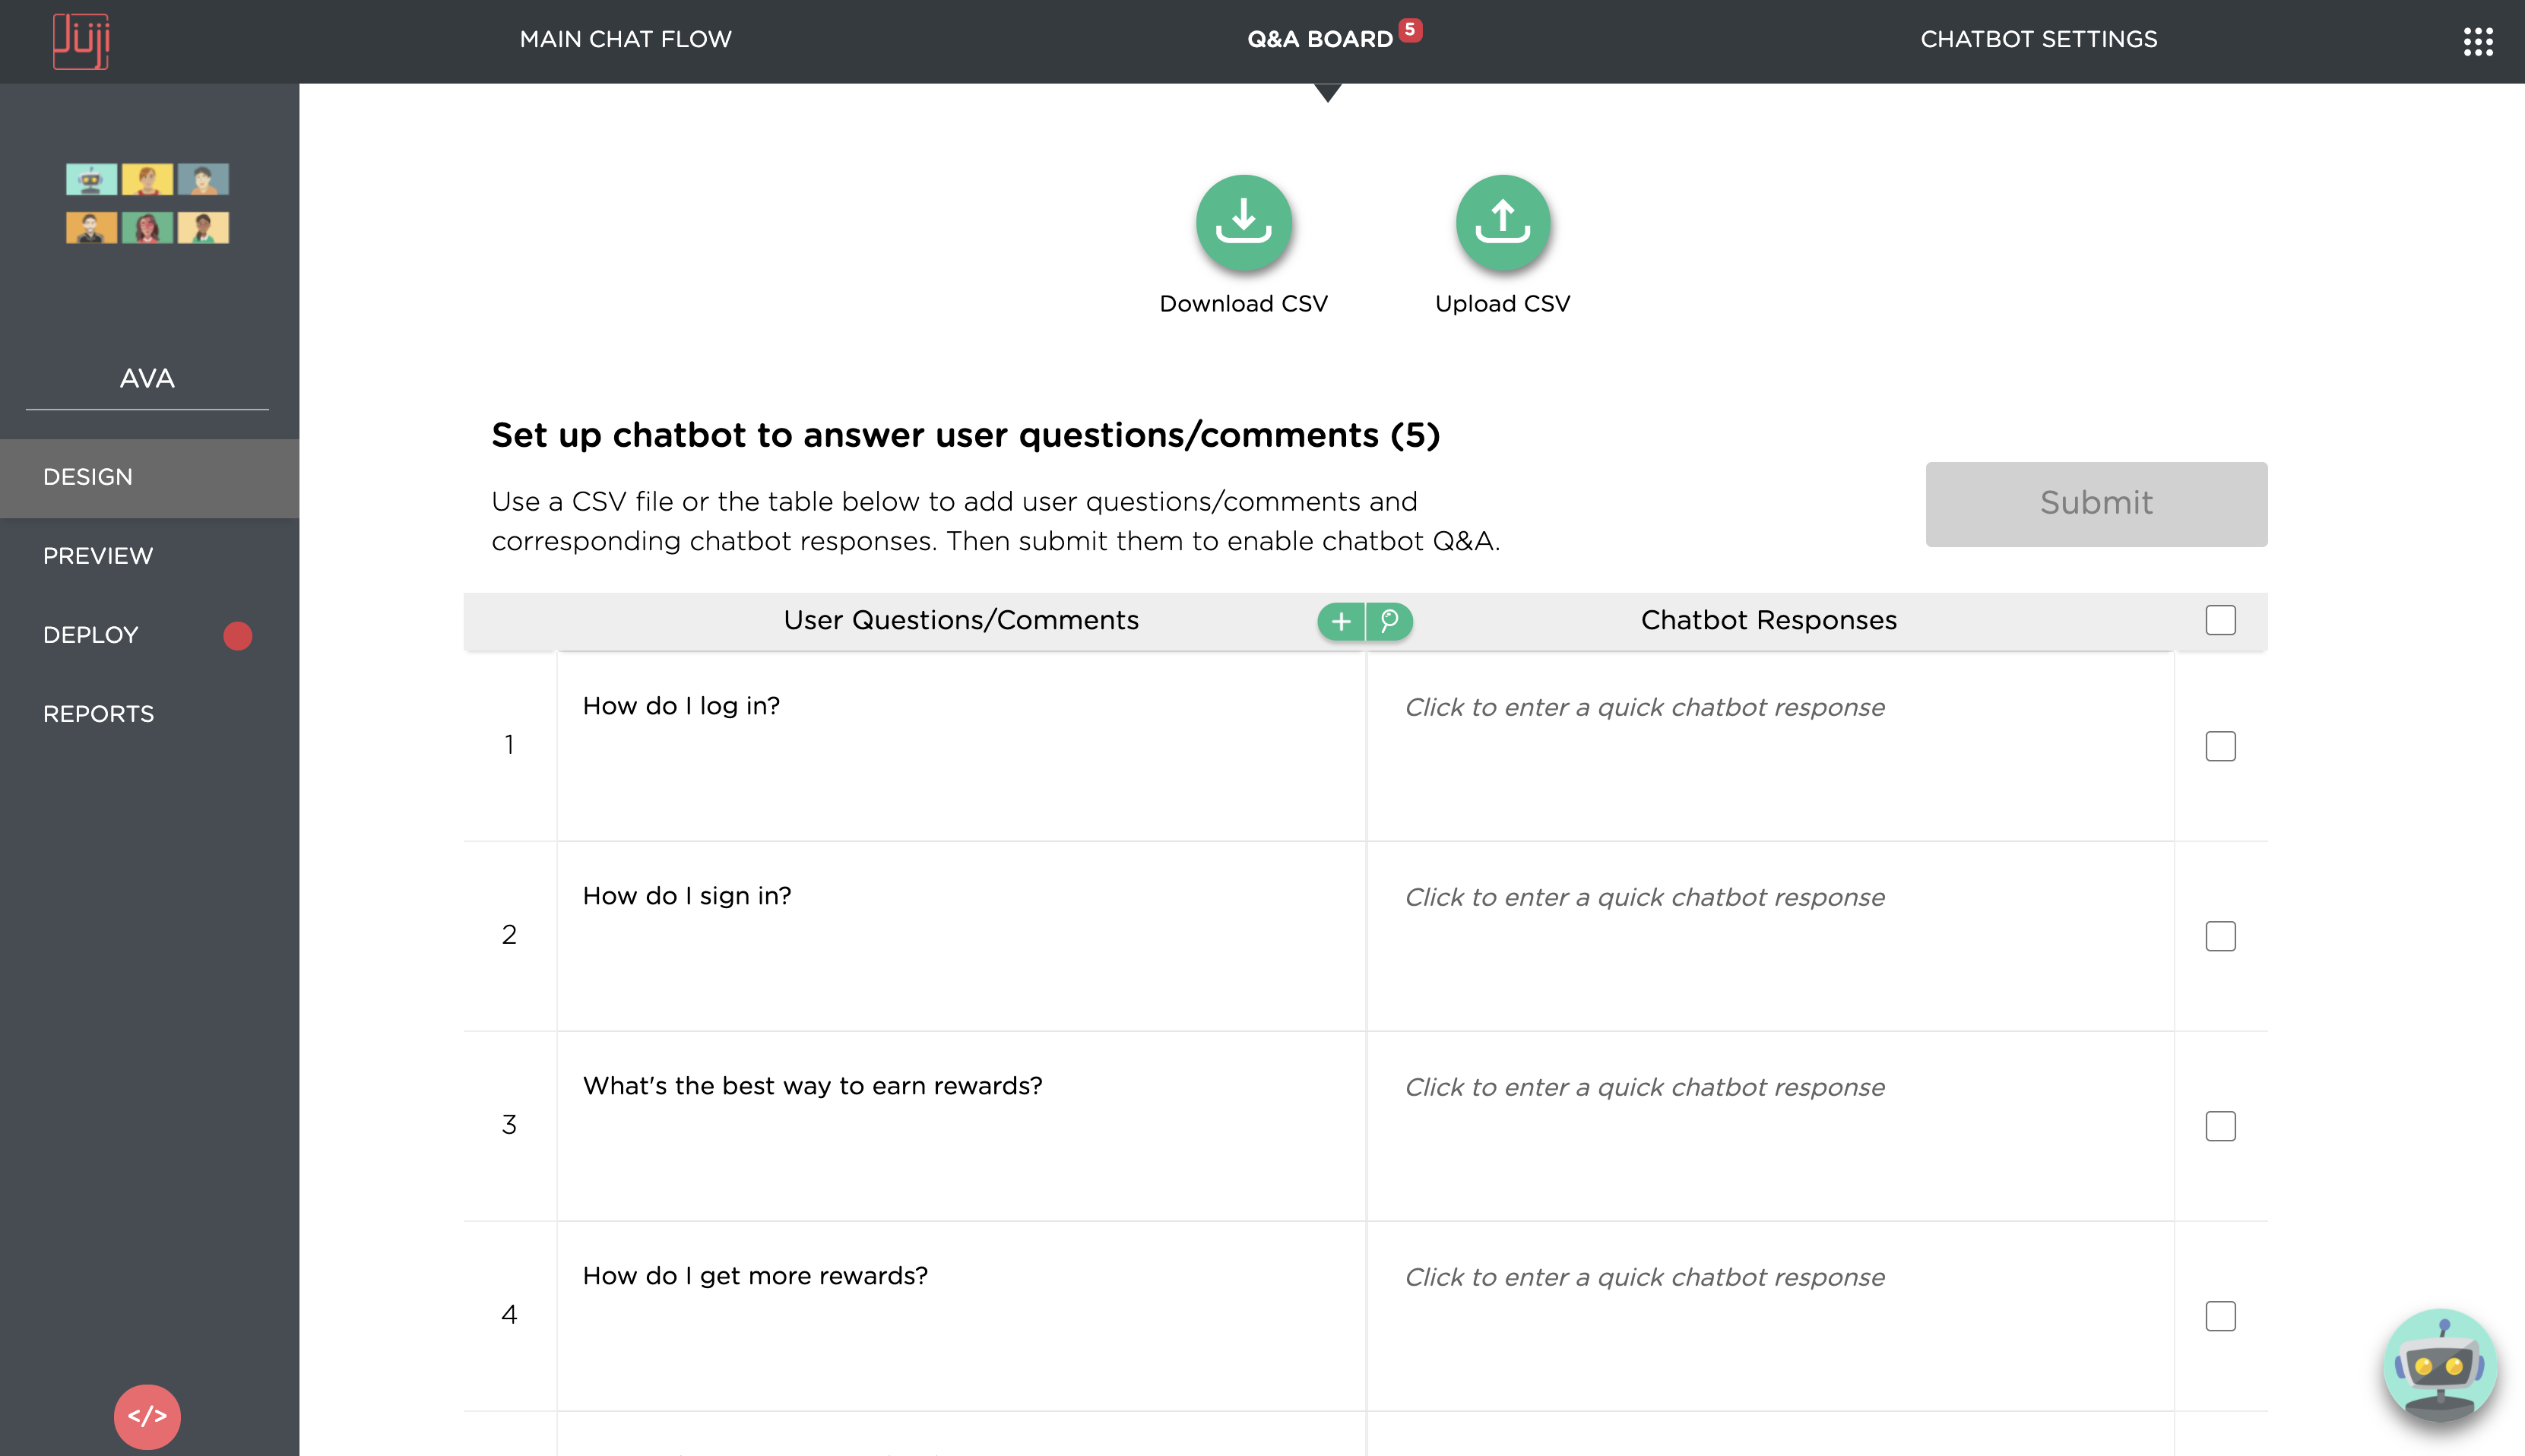 Juji
MAIN CHAT FLOW
Q&A BOARD 5
CHATBOT SETTINGS
AVA
DESIGN
PREVIEW
DEPLOY
REPORTS
</>
Download CSV
Upload CSV
Set up chatbot to answer user questions/comments (5)
Use a CSV file or the table below to add user questions/comments and
corresponding chatbot responses. Then submit them to enable chatbot Q&A.
Submit
User Questions/Comments
Chatbot Responses
1
How do I log in?
Click to enter a quick chatbot response
2
How do I sign in?
Click to enter a quick chatbot response
3
What's the best way to earn rewards?
Click to enter a quick chatbot response
4
How do I get more rewards?
Click to enter a quick chatbot response